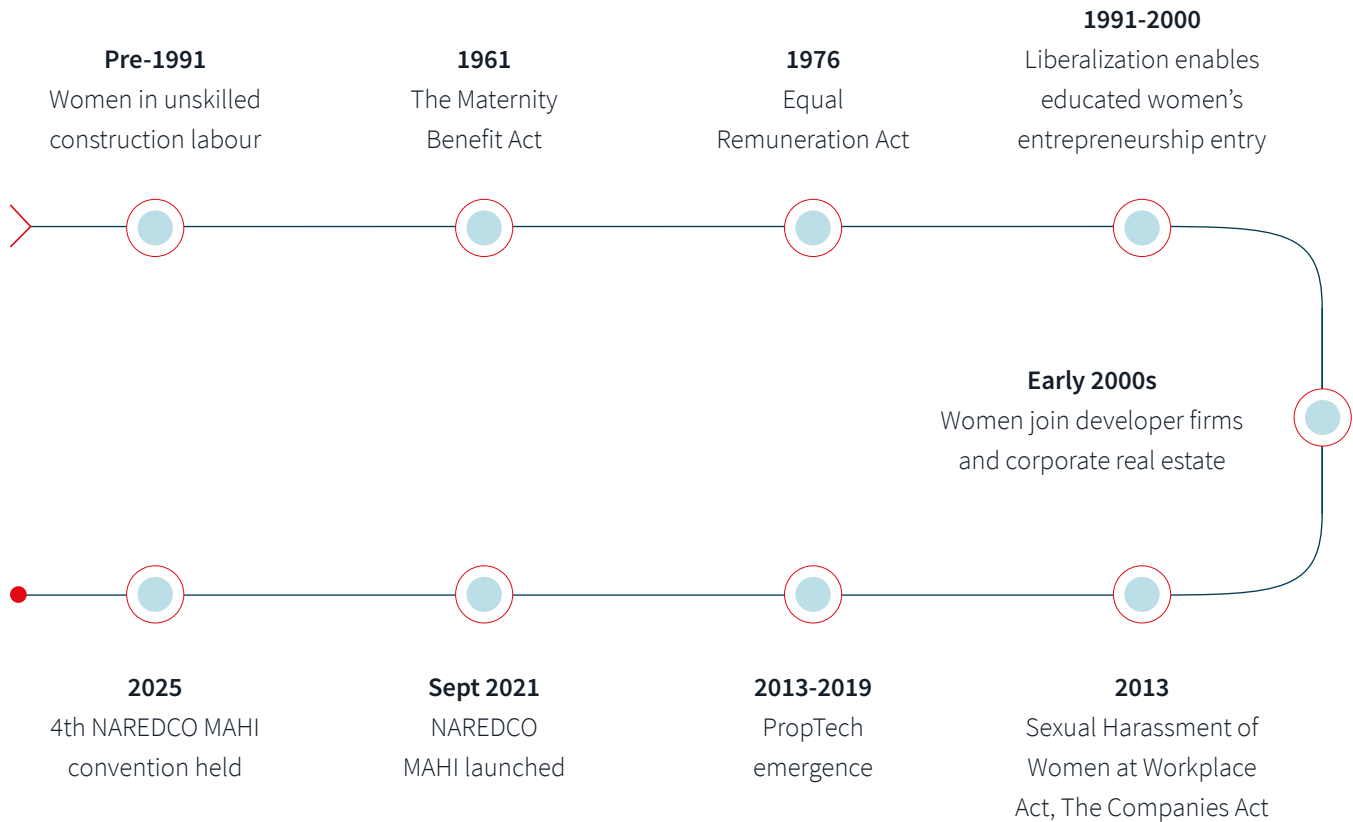 Pre-1991
Women in unskilled
construction labour
1961
The Maternity
Benefit Act
1976
Equal
Remuneration Act
1991-2000
Liberalization enables
educated women’s
entrepreneurship entry
Early 2000s
Women join developer firms
and corporate real estate
2013
Sexual Harassment of
Women at Workplace
Act, The Companies Act
2013-2019
PropTech
emergence
Sept 2021
NAREDCO
MAHI launched
2025
4th NAREDCO MAHI
convention held